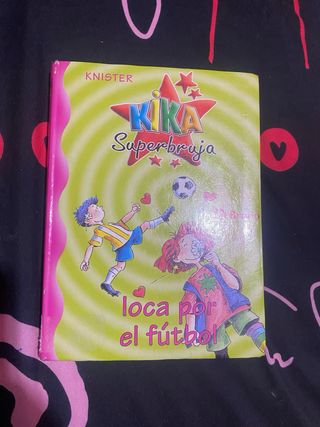 KNISTER
KIKA
Superbruja
loca por
el fútbol